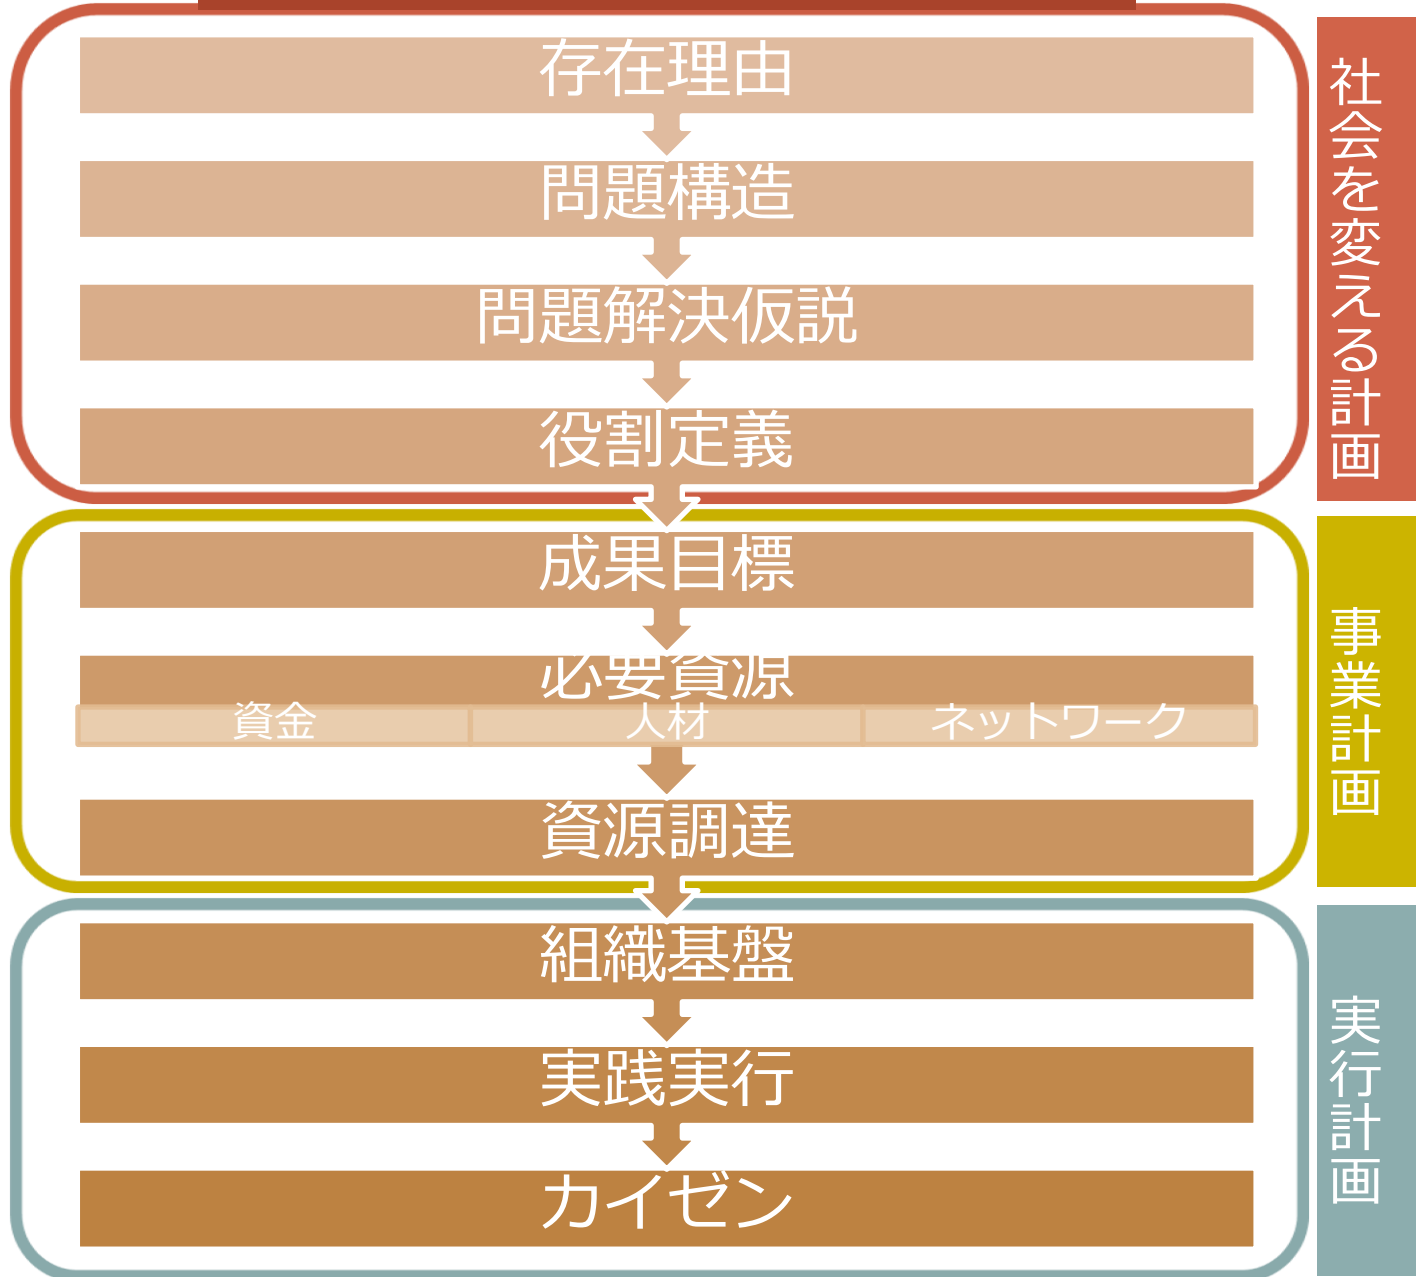 存在理由
問題構造
問題解決仮説
役割定義
社会を変える計画
成果目標
必要資源
資金
人材
ネットワーク
資源調達
事業計画
組織基盤
実践実行
カイゼン
実行計画